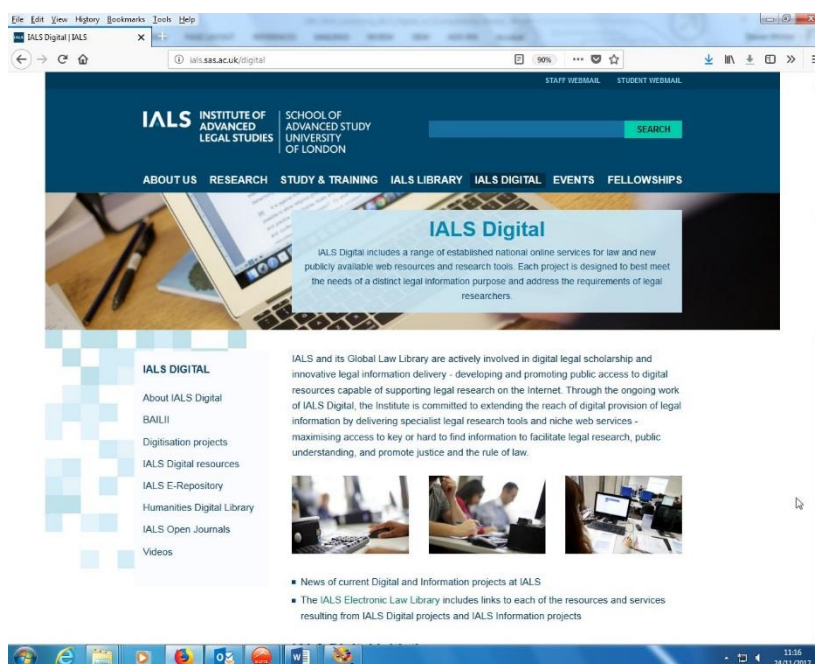 File Edit View History Bookmarks Tools Help
IALS Digital | IALS
ials.sas.ac.uk/digital
90%
STAFF WEBMAIL STUDENT WEBMAIL
IALS INSTITUTE OF ADVANCED LEGAL STUDIES
SCHOOL OF ADVANCED STUDY UNIVERSITY OF LONDON
SEARCH
ABOUT US RESEARCH STUDY & TRAINING IALS LIBRARY IALS DIGITAL EVENTS FELLOWSHIPS
IALS Digital
IALS Digital includes a range of established national online services for law and new
publicly available web resources and research tools. Each project is designed to best meet
the needs of a distinct legal information purpose and address the requirements of legal
researchers.
IALS DIGITAL
About IALS Digital
BAILII
Digitisation projects
IALS Digital resources
IALS E-Repository
Humanities Digital Library
IALS Open Journals
Videos
IALS and its Global Law Library are actively involved in digital legal scholarship and
innovative legal information delivery - developing and promoting public access to digital
resources capable of supporting legal research on the Internet. Through the ongoing work
of IALS Digital, the Institute is committed to extending the reach of digital provision of legal
information by delivering specialist legal research tools and niche web services -
maximising access to key or hard to find information to facilitate legal research, public
understanding, and promote justice and the rule of law.
News of current Digital and Information projects at IALS
The IALS Electronic Law Library includes links to each of the resources and services
resulting from IALS Digital projects and IALS Information projects
11:16
24/11/2017